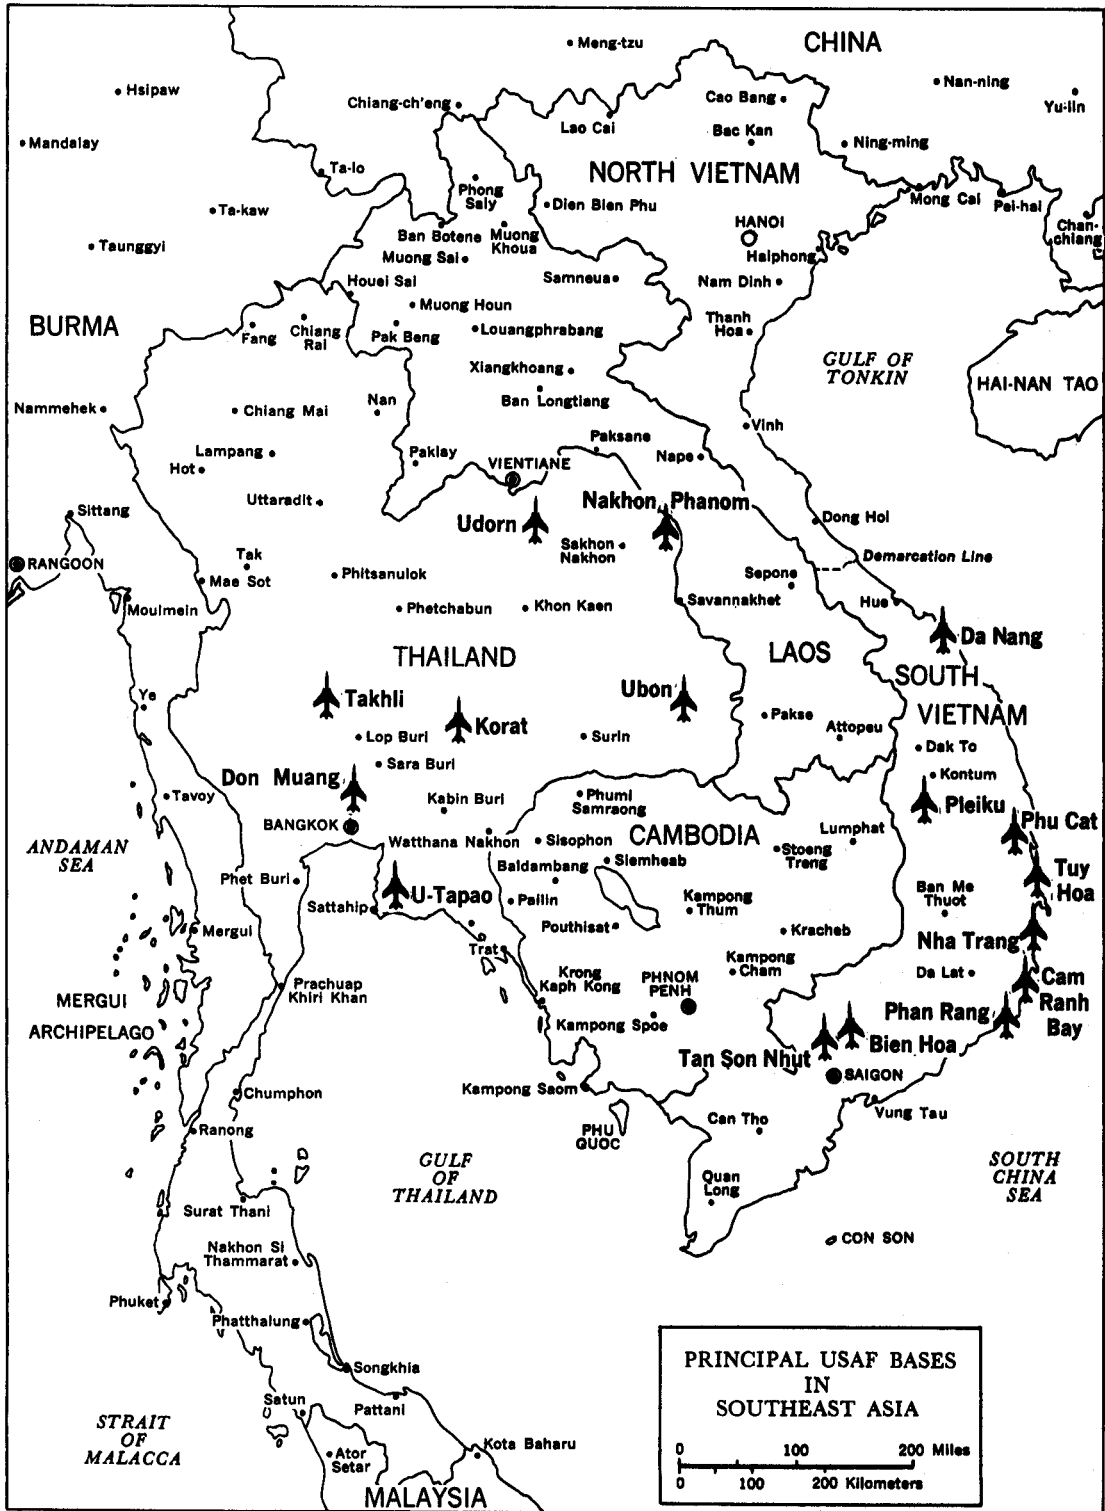 CHINA
Meng-tzu
Nan-ning
Yu-lin
Hsipaw
Chiang-ch'eng
Cao Bang
Lao Cai
Bac Kan
Ning-ming
Mandalay
Ta-lo
NORTH VIETNAM
Phong
Saly
Dien Bien Phu
Mong Cai
Pei-hai
Ta-kaw
Ban Botene
Muong
Khoua
HANOI
Chan-
chiang
Taunggyi
Muong Sai
Haiphong
Houei Sai
Samneua
Nam Dinh
Muong Houn
BURMA
Fang
Chiang
Rai
Pak Beng
Louangphrabang
Thanh
Hoa
GULF OF
TONKIN
Xiangkhoang
HAI-NAN TAO
Ban Longtiang
Nammehek
Chiang Mai
Nan
Vinh
Lampang
Hot
Paklay
VIENTIANE
Paksane
Nape
Uttaradit
Udorn
Nakhon Phanom
Sittang
Dong Hoi
Sakhon
Nakhon
Demarcation Line
RANGOON
Tak
Mae Sot
Phitsanulok
Sepone
Moulmein
Phetchabun
Khon Kaen
Savannakhet
Hue
Da Nang
THAILAND
LAOS
SOUTH
VIETNAM
Ye
Takhli
Korat
Ubon
Pakse
Attopeu
Lop Buri
Surin
Dak To
Sara Buri
Don Muang
Kontum
Tavoy
Kabin Buri
Phumi
Samraong
Pleiku
BANGKOK
Phu Cat
ANDAMAN
SEA
Watthana Nakhon
Sisophon
CAMBODIA
Lumphat
Stoeng
Treng
Siemheab
Baldambang
Phet Buri
U-Tapao
Tuy
Hoa
Sattahip
Pailin
Kampong
Thum
Ban Me
Thuot
Mergui
Pouthisat
Kracheb
Nha Trang
Trat
Kampong
Cham
Da Lat
Krong
Kaph Kong
PHNOM
PENH
Cam
Ranh
Bay
Prachuap
Khiri Khan
MERGUI
ARCHIPELAGO
Kampong Spoe
Phan Rang
Tan Son Nhut
Bien Hoa
SAIGON
Kampong Saom
Chumphon
Vung Tau
Can Tho
Ranong
PHU
QUOC
GULF
OF
THAILAND
SOUTH
CHINA
SEA
Quan
Long
Surat Thani
CON SON
Nakhon Si
Thammarat
Phuket
Phatthalung
Songkhia
Satun
Pattani
STRAIT
OF
MALACCA
Ator
Setar
Kota Baharu
MALAYSIA
PRINCIPAL USAF BASES
IN
SOUTHEAST ASIA
0 100 200 Miles
0 100 200 Kilometers